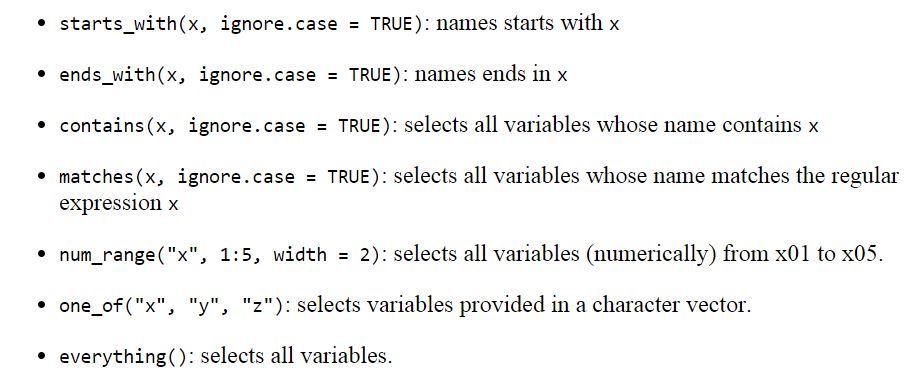 • starts_with(x, ignore.case = TRUE): names starts with x
• ends_with(x, ignore.case = TRUE): names ends in x
• contains(x, ignore.case = TRUE): selects all variables whose name contains x
• matches(x, ignore.case = TRUE): selects all variables whose name matches the regular
expression x
• num_range("x", 1:5, width = 2): selects all variables (numerically) from x01 to x05.
• one_of("x", "y", "z"): selects variables provided in a character vector.
• everything(): selects all variables.